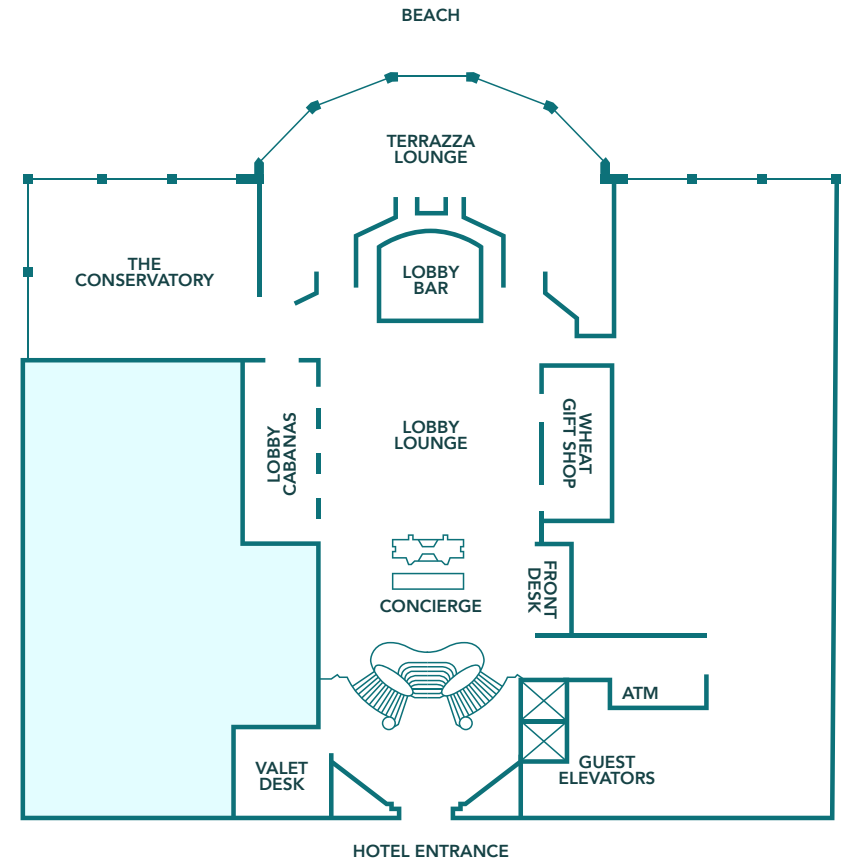 BEACH
TERRAZZA
LOUNGE
THE
CONSERVATORY
LOBBY
BAR
LOBBY
CABANAS
LOBBY
LOUNGE
WHEAT
GIFT SHOP
CONCIERGE
FRONT
DESK
ATM
VALET
DESK
GUEST
ELEVATORS
HOTEL ENTRANCE